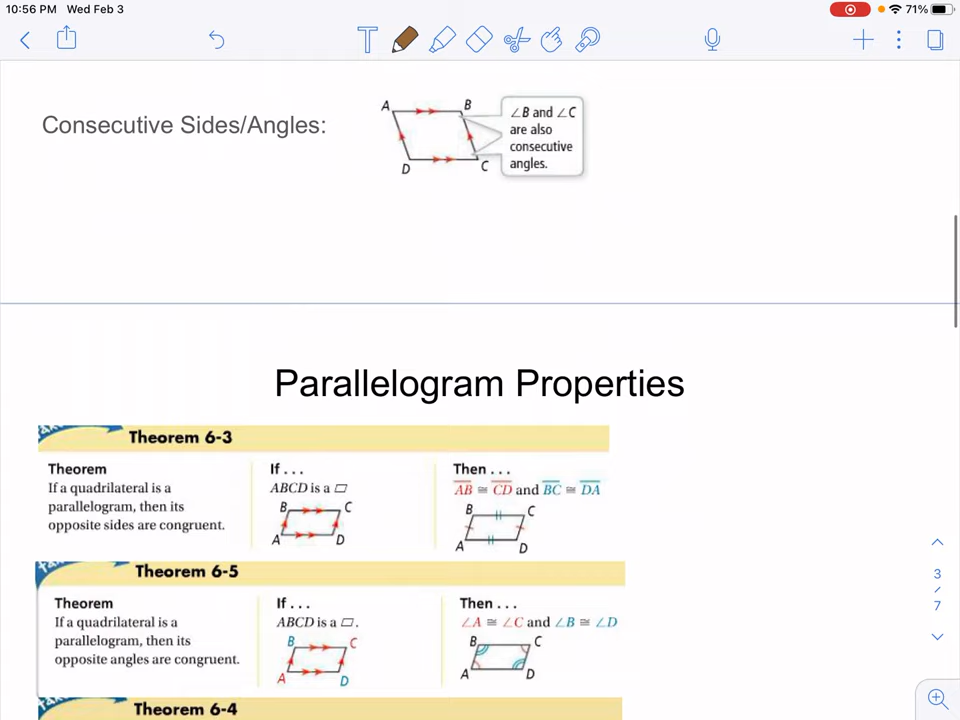 10:56 PM Wed Feb 3
71%
Consecutive Sides/Angles:
A
B
D
C
∠B and ∠C
are also
consecutive
angles.
Parallelogram Properties
Theorem 6-3
Theorem
If a quadrilateral is a
parallelogram, then its
opposite sides are congruent.
If . . .
ABCD is a ▱
B
C
A
D
Then . . .
AB ≅ CD and BC ≅ DA
B
C
A
D
Theorem 6-5
Theorem
If a quadrilateral is a
parallelogram, then its
opposite angles are congruent.
If . . .
ABCD is a ▱.
B
C
A
D
Then . . .
∠A ≅ ∠C and ∠B ≅ ∠D
B
C
A
D
Theorem 6-4
3
/
7